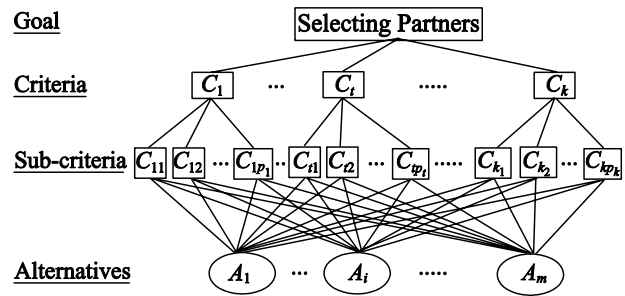 Goal Selecting Partners
Criteria C₁ ... Cₜ ..... Cₖ
Sub-criteria C₁₁ C₁₂ ... C₁ₚ₁ .. Cₜ₁ Cₜ₂ ... Cₜₚₜ ..... Cₖ₁ Cₖ₂ ... Cₖₚₖ
Alternatives A₁ ... Aᵢ ..... Aₘ